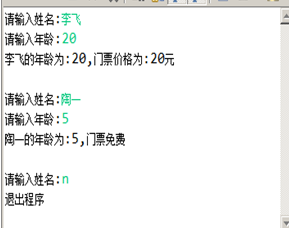 请输入姓名:李飞
请输入年龄:20
李飞的年龄为:20,门票价格为:20元
请输入姓名:陶一
请输入年龄:5
陶一的年龄为:5,门票免费
请输入姓名:n
退出程序